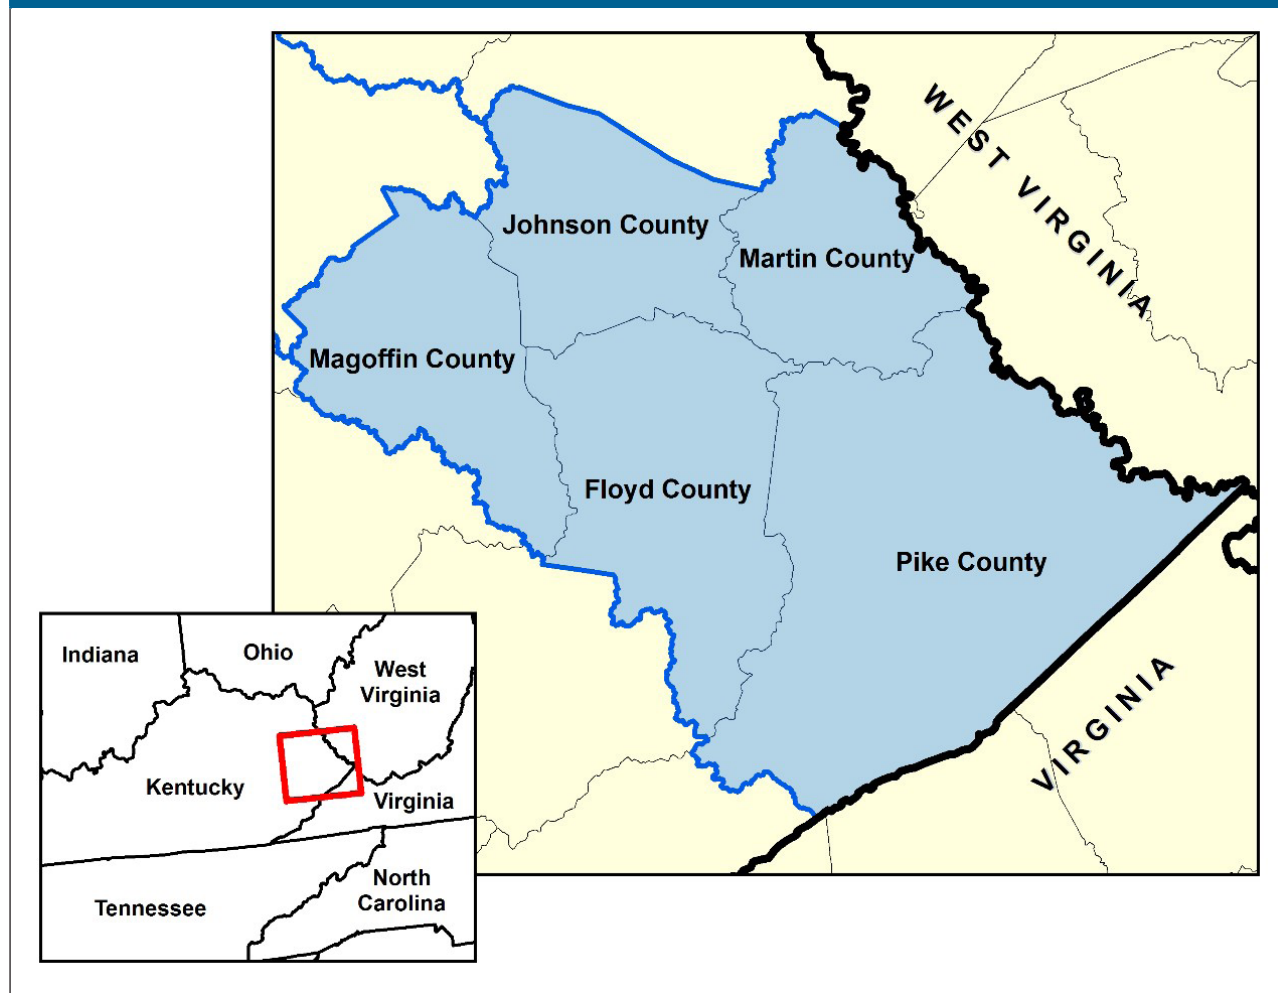 WEST VIRGINIA
Johnson County
Martin County
Magoffin County
Floyd County
Pike County
VIRGINIA
Indiana
Ohio
West
Virginia
Kentucky
Virginia
Tennessee
North
Carolina